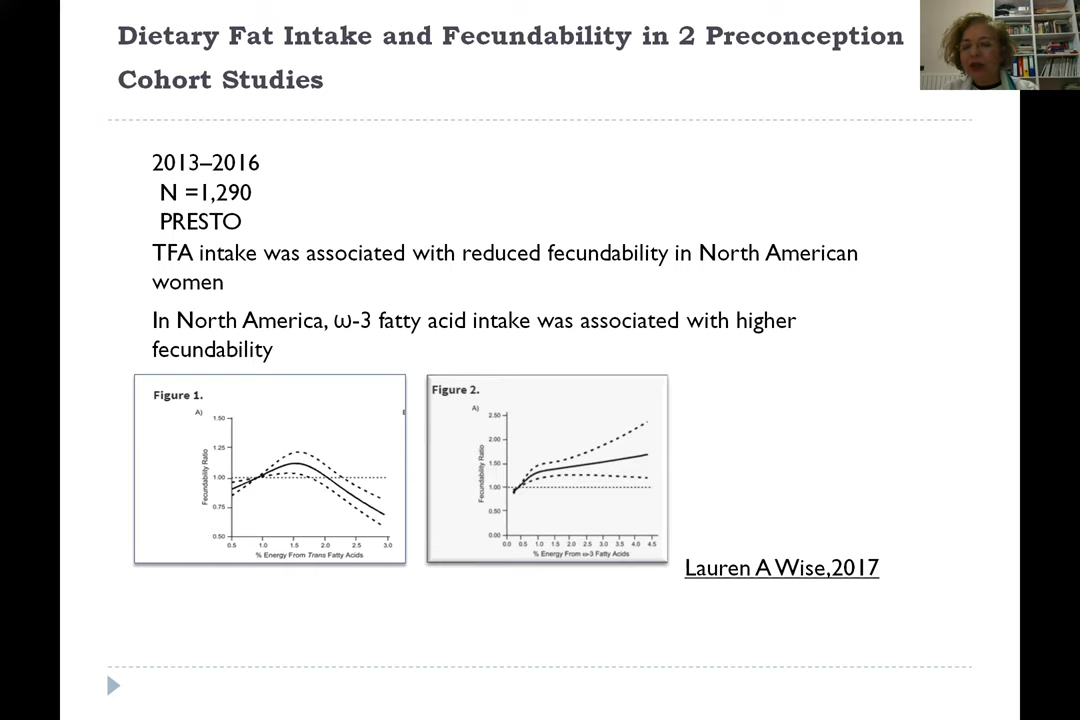 Dietary Fat Intake and Fecundability in 2 Preconception
Cohort Studies
2013–2016
N =1,290
PRESTO
TFA intake was associated with reduced fecundability in North American
women
In North America, ω-3 fatty acid intake was associated with higher
fecundability
Figure 1.
A)
1.50
1.25
1.00
0.75
0.50
Fecundability Ratio
0.5 1.0 1.5 2.0 2.5 3.0
% Energy From Trans Fatty Acids
Figure 2.
A)
2.50
2.00
1.50
1.00
0.50
0.00
Fecundability Ratio
0.0 0.5 1.0 1.5 2.0 2.5 3.0 3.5 4.0 4.5
% Energy From ω-3 Fatty Acids
Lauren A Wise,2017